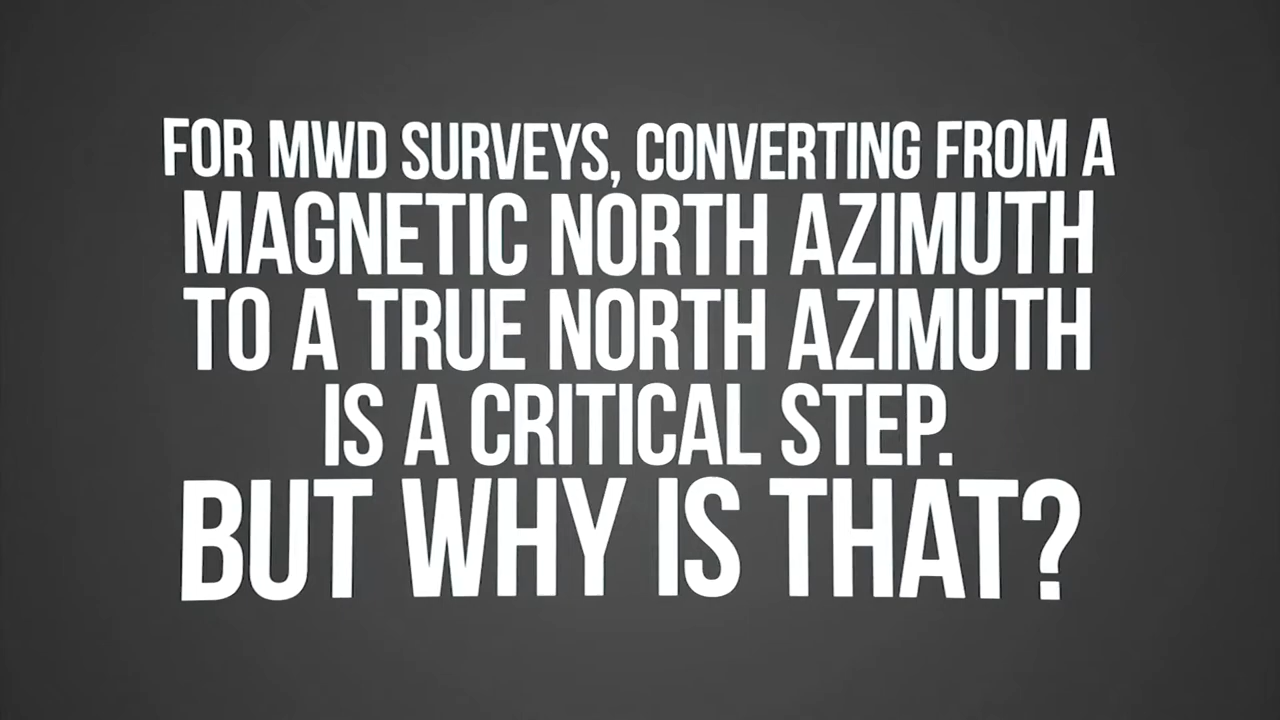 FOR MWD SURVEYS, CONVERTING FROM A
MAGNETIC NORTH AZIMUTH
TO A TRUE NORTH AZIMUTH
IS A CRITICAL STEP.
BUT WHY IS THAT?